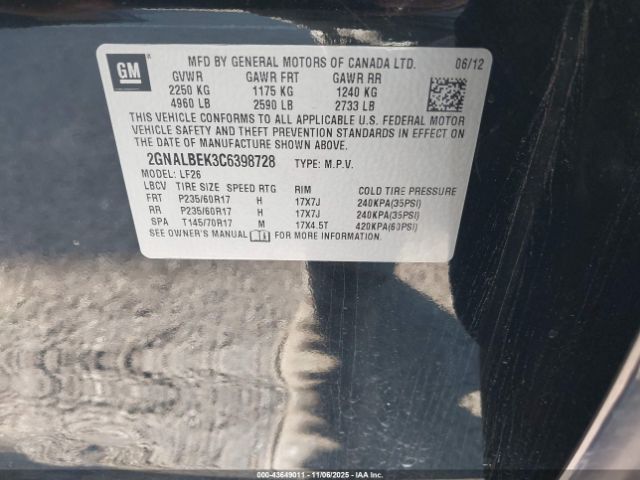 GM
MFD BY GENERAL MOTORS OF CANADA LTD. 06/12
GVWR GAWR FRT GAWR RR
2250 KG 1175 KG 1240 KG
4960 LB 2590 LB 2733 LB
THIS VEHICLE CONFORMS TO ALL APPLICABLE U.S. FEDERAL MOTOR
VEHICLE SAFETY AND THEFT PREVENTION STANDARDS IN EFFECT ON
THE DATE OF MANUFACTURE SHOWN ABOVE.
2GNALBEK3C6398728 TYPE: M.P.V.
MODEL: LF26
LBCV TIRE SIZE SPEED RTG RIM COLD TIRE PRESSURE
FRT P235/60R17 H 17X7J 240KPA(35PSI)
RR P235/60R17 H 17X7J 240KPA(35PSI)
SPA T145/70R17 M 17X4.5T 420KPA(60PSI)
SEE OWNER'S MANUAL FOR MORE INFORMATION.
000-43649011 - 11/06/2025 - iaai.com